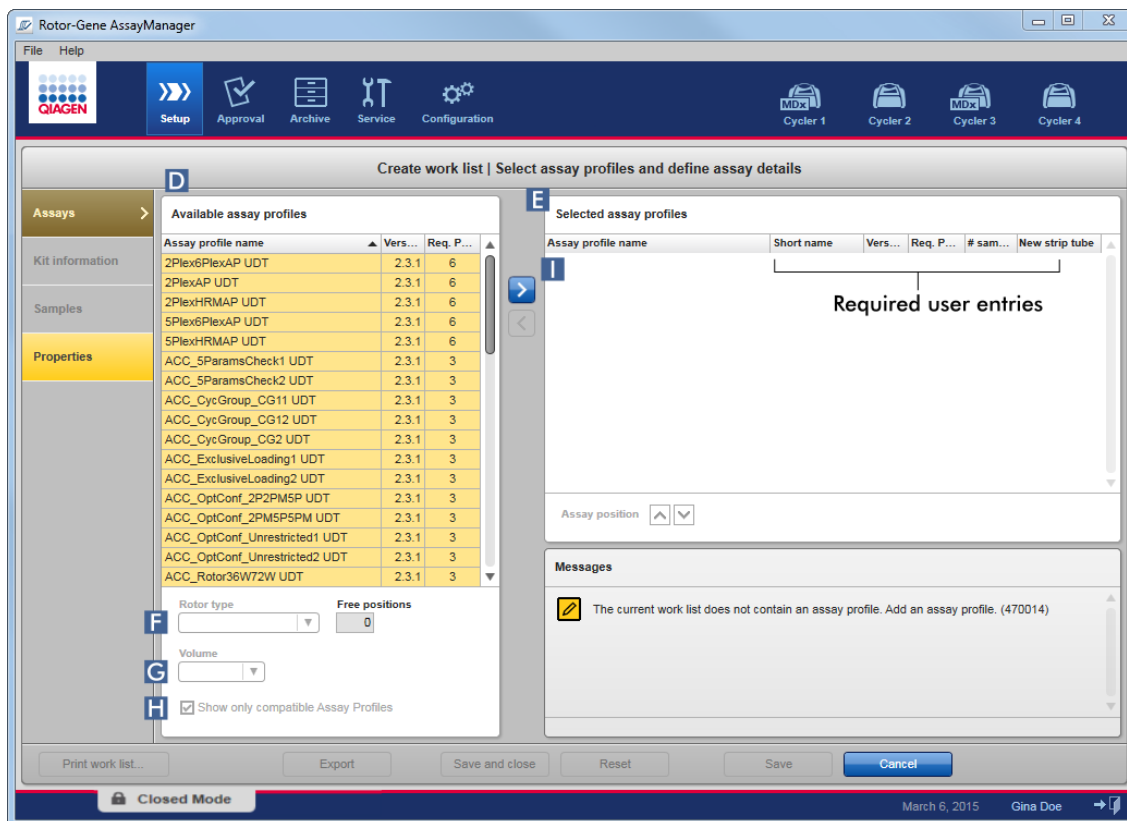 Rotor-Gene AssayManager
File Help
QIAGEN
Setup Approval Archive Service Configuration
MDx MDx
Cycler 1 Cycler 2 Cycler 3 Cycler 4
Create work list | Select assay profiles and define assay details
D
E
Assays
Kit information
Samples
Properties
Available assay profiles
Assay profile name Vers... Req. P...
2Plex6PlexAP UDT 2.3.1 6
2PlexAP UDT 2.3.1 6
2PlexHRMAP UDT 2.3.1 6
5Plex6PlexAP UDT 2.3.1 6
5PlexHRMAP UDT 2.3.1 6
ACC_5ParamsCheck1 UDT 2.3.1 3
ACC_5ParamsCheck2 UDT 2.3.1 3
ACC_CycGroup_CG11 UDT 2.3.1 3
ACC_CycGroup_CG12 UDT 2.3.1 3
ACC_CycGroup_CG2 UDT 2.3.1 3
ACC_ExclusiveLoading1 UDT 2.3.1 3
ACC_ExclusiveLoading2 UDT 2.3.1 3
ACC_OptConf_2P2PM5P UDT 2.3.1 3
ACC_OptConf_2PM5P5PM UDT 2.3.1 3
ACC_OptConf_Unrestricted1 UDT 2.3.1 3
ACC_OptConf_Unrestricted2 UDT 2.3.1 3
ACC_Rotor36W72W UDT 2.3.1 3
Rotor type Free positions
F 0
Volume
G
H Show only compatible Assay Profiles
Selected assay profiles
Assay profile name Short name Vers... Req. P... # sam... New strip tube
I
Required user entries
Assay position
Messages
The current work list does not contain an assay profile. Add an assay profile. (470014)
Print work list... Export Save and close Reset Save Cancel
Closed Mode
March 6, 2015 Gina Doe